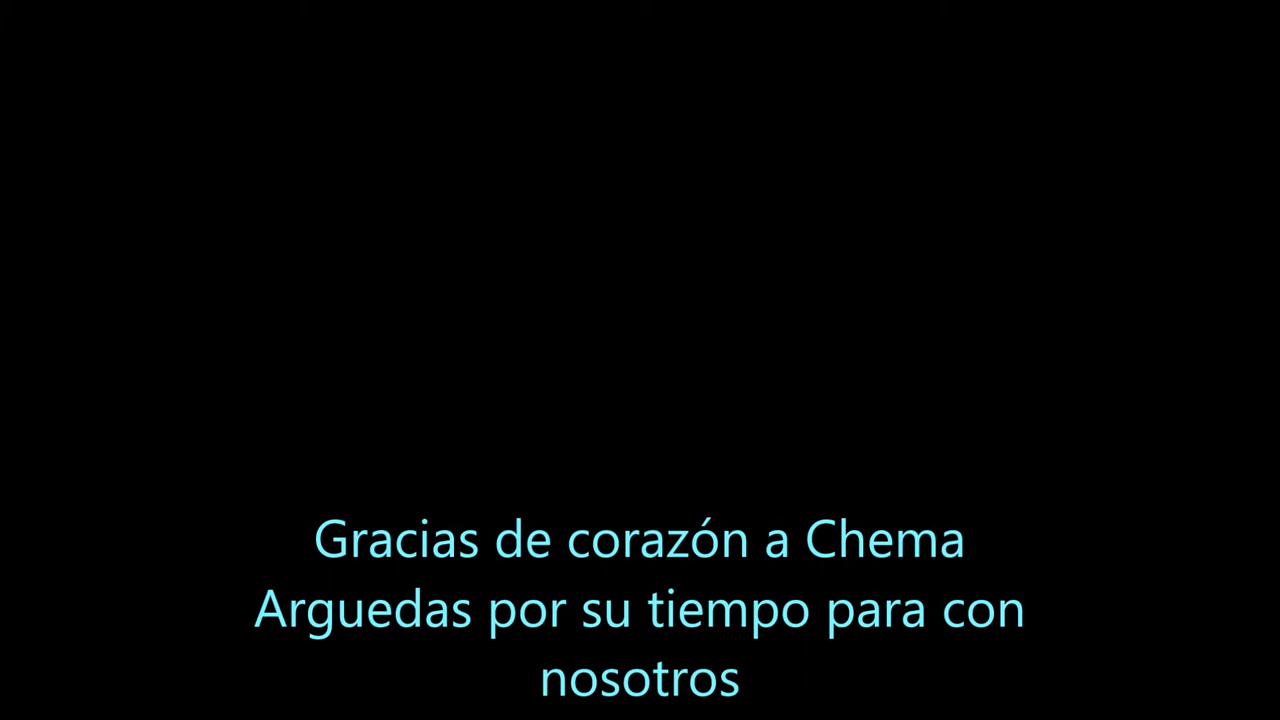 Gracias de corazón a Chema
Arguedas por su tiempo para con
nosotros